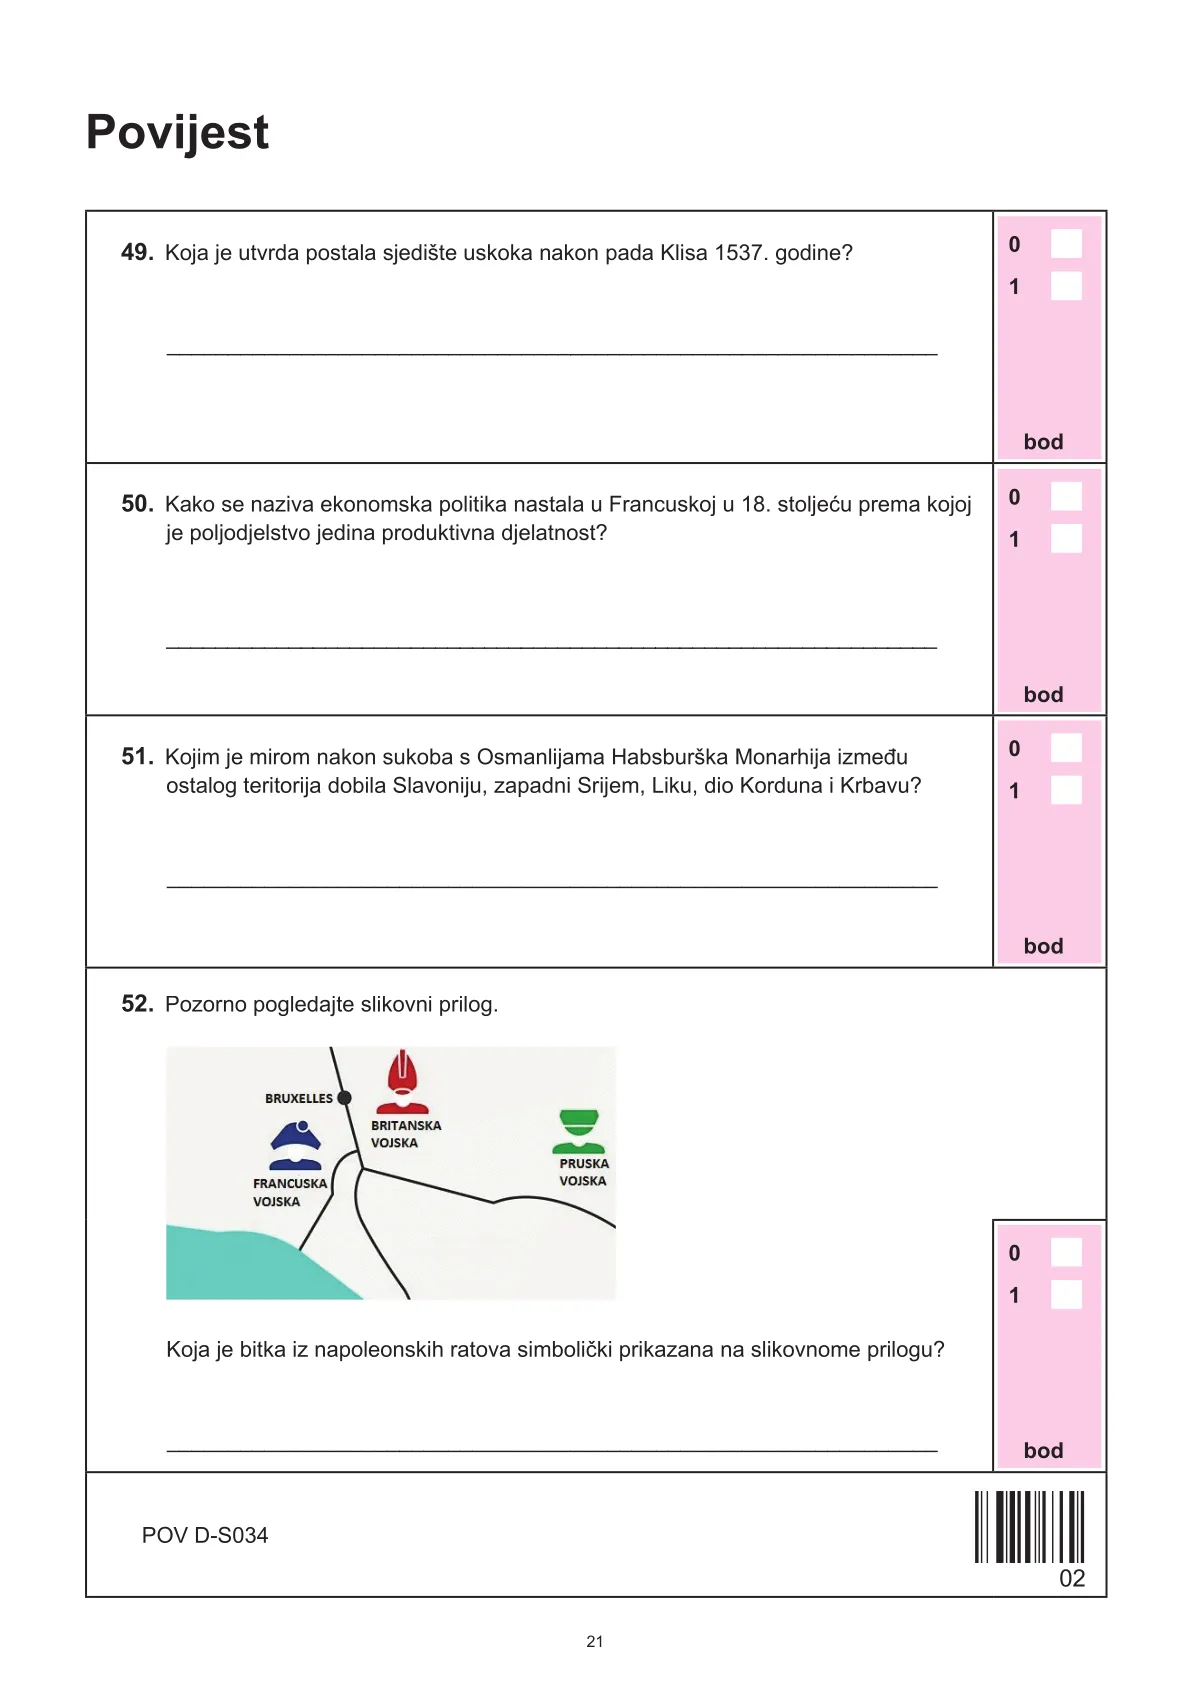 Povijest
49. Koja je utvrda postala sjedište uskoka nakon pada Klisa 1537. godine?
0
1
bod
50. Kako se naziva ekonomska politika nastala u Francuskoj u 18. stoljeću prema kojoj
je poljodjelstvo jedina produktivna djelatnost?
0
1
bod
51. Kojim je mirom nakon sukoba s Osmanlijama Habsburška Monarhija između
ostalog teritorija dobila Slavoniju, zapadni Srijem, Liku, dio Korduna i Krbavu?
0
1
bod
52. Pozorno pogledajte slikovni prilog.
BRUXELLES
BRITANSKA
VOJSKA
FRANCUSKA
VOJSKA
PRUSKA
VOJSKA
Koja je bitka iz napoleonskih ratova simbolički prikazana na slikovnome prilogu?
0
1
bod
POV D-S034
02
21